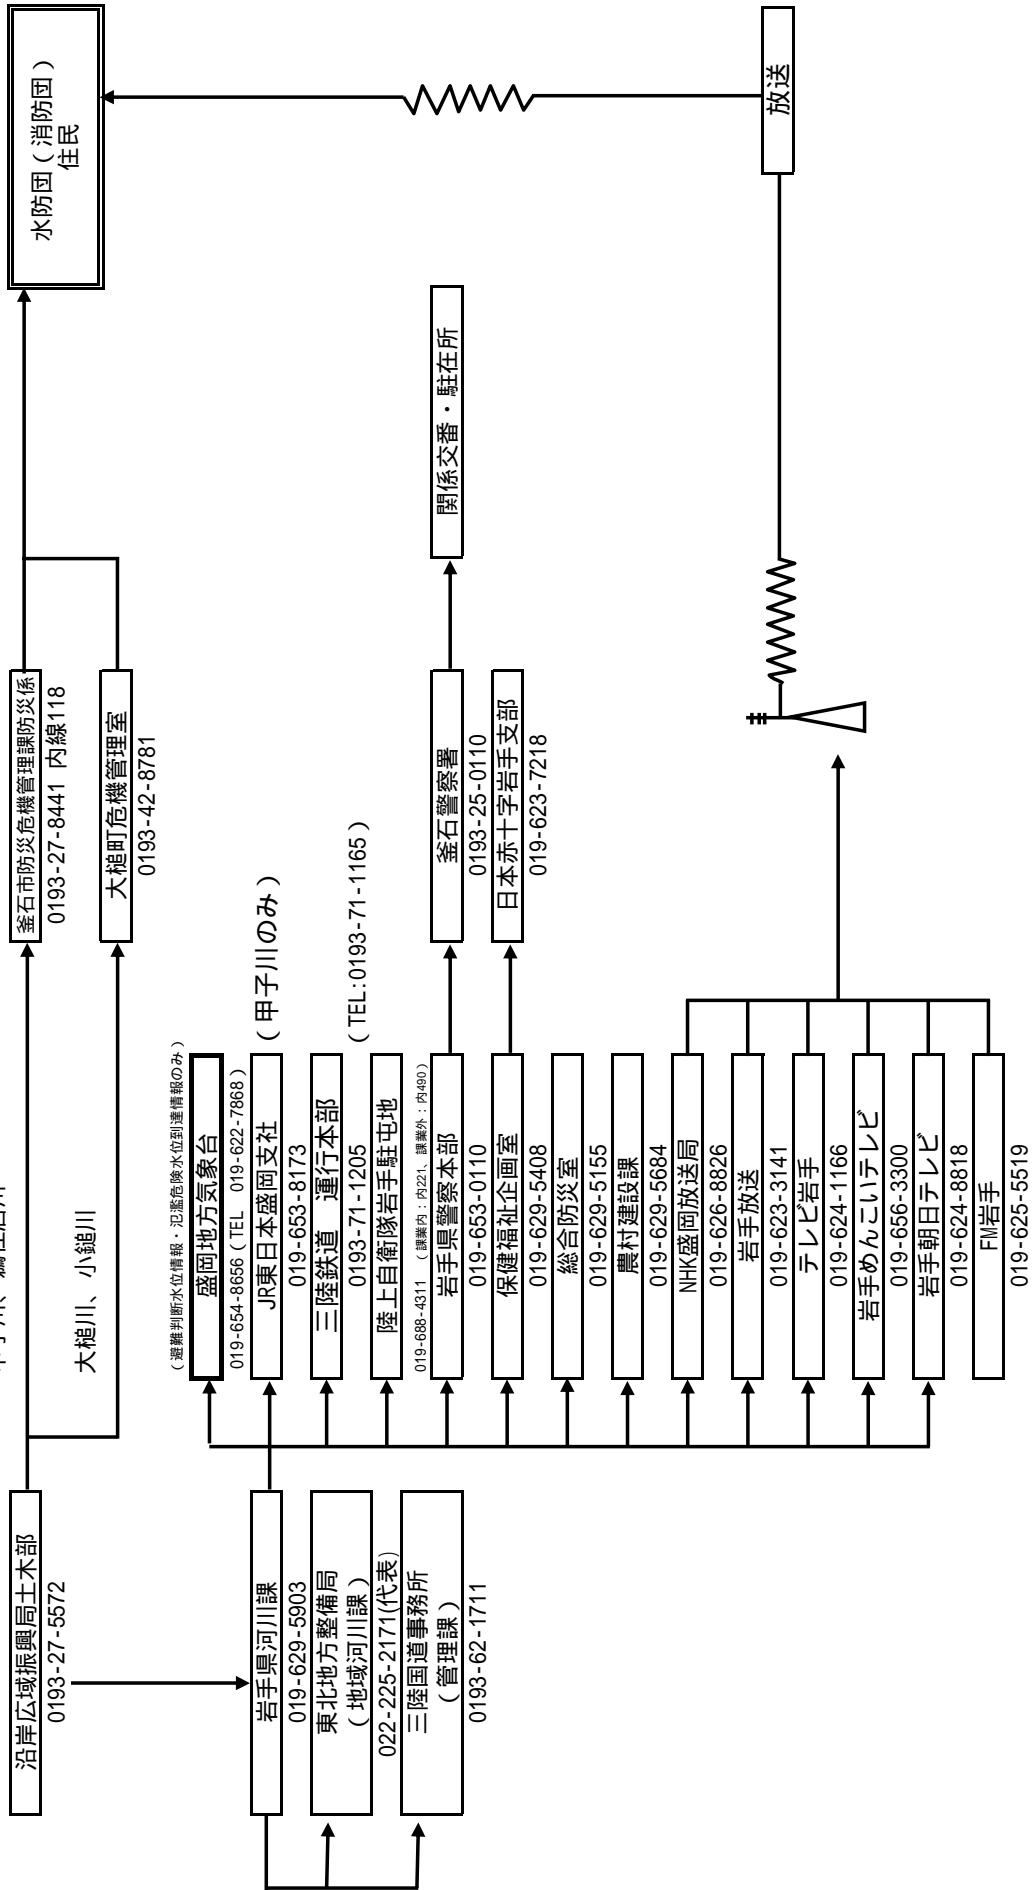 沿岸広域振興局土木部
0193-27-5572
大槌川、小鎚川
釜石市防災危機管理課防災係
0193-27-8441 内線118
大槌町危機管理室
0193-42-8781
水防団(消防団)
住民
岩手県河川課
019-629-5903
東北地方整備局
(地域河川課)
022-225-2171(代表)
三陸国道事務所
(管理課)
0193-62-1711
(避難判断水位情報・氾濫危険水位到達情報のみ)
盛岡地方気象台
019-654-8656(TEL 019-622-7868)
JR東日本盛岡支社
(甲子川のみ)
019-653-8173
三陸鉄道 運行本部
0193-71-1205
(TEL:0193-71-1165)
陸上自衛隊岩手駐屯地
019-688-4311 (課業内:内221、課業外:内490)
岩手県警察本部
019-653-0110
釜石警察署
0193-25-0110
関係交番・駐在所
保健福祉企画室
019-629-5408
日本赤十字岩手支部
019-623-7218
総合防災室
019-629-5155
農村建設課
019-629-5684
NHK盛岡放送局
019-626-8826
岩手放送
019-623-3141
テレビ岩手
019-624-1166
岩手めんこいテレビ
019-656-3300
岩手朝日テレビ
019-624-8818
FM岩手
019-625-5519
放送